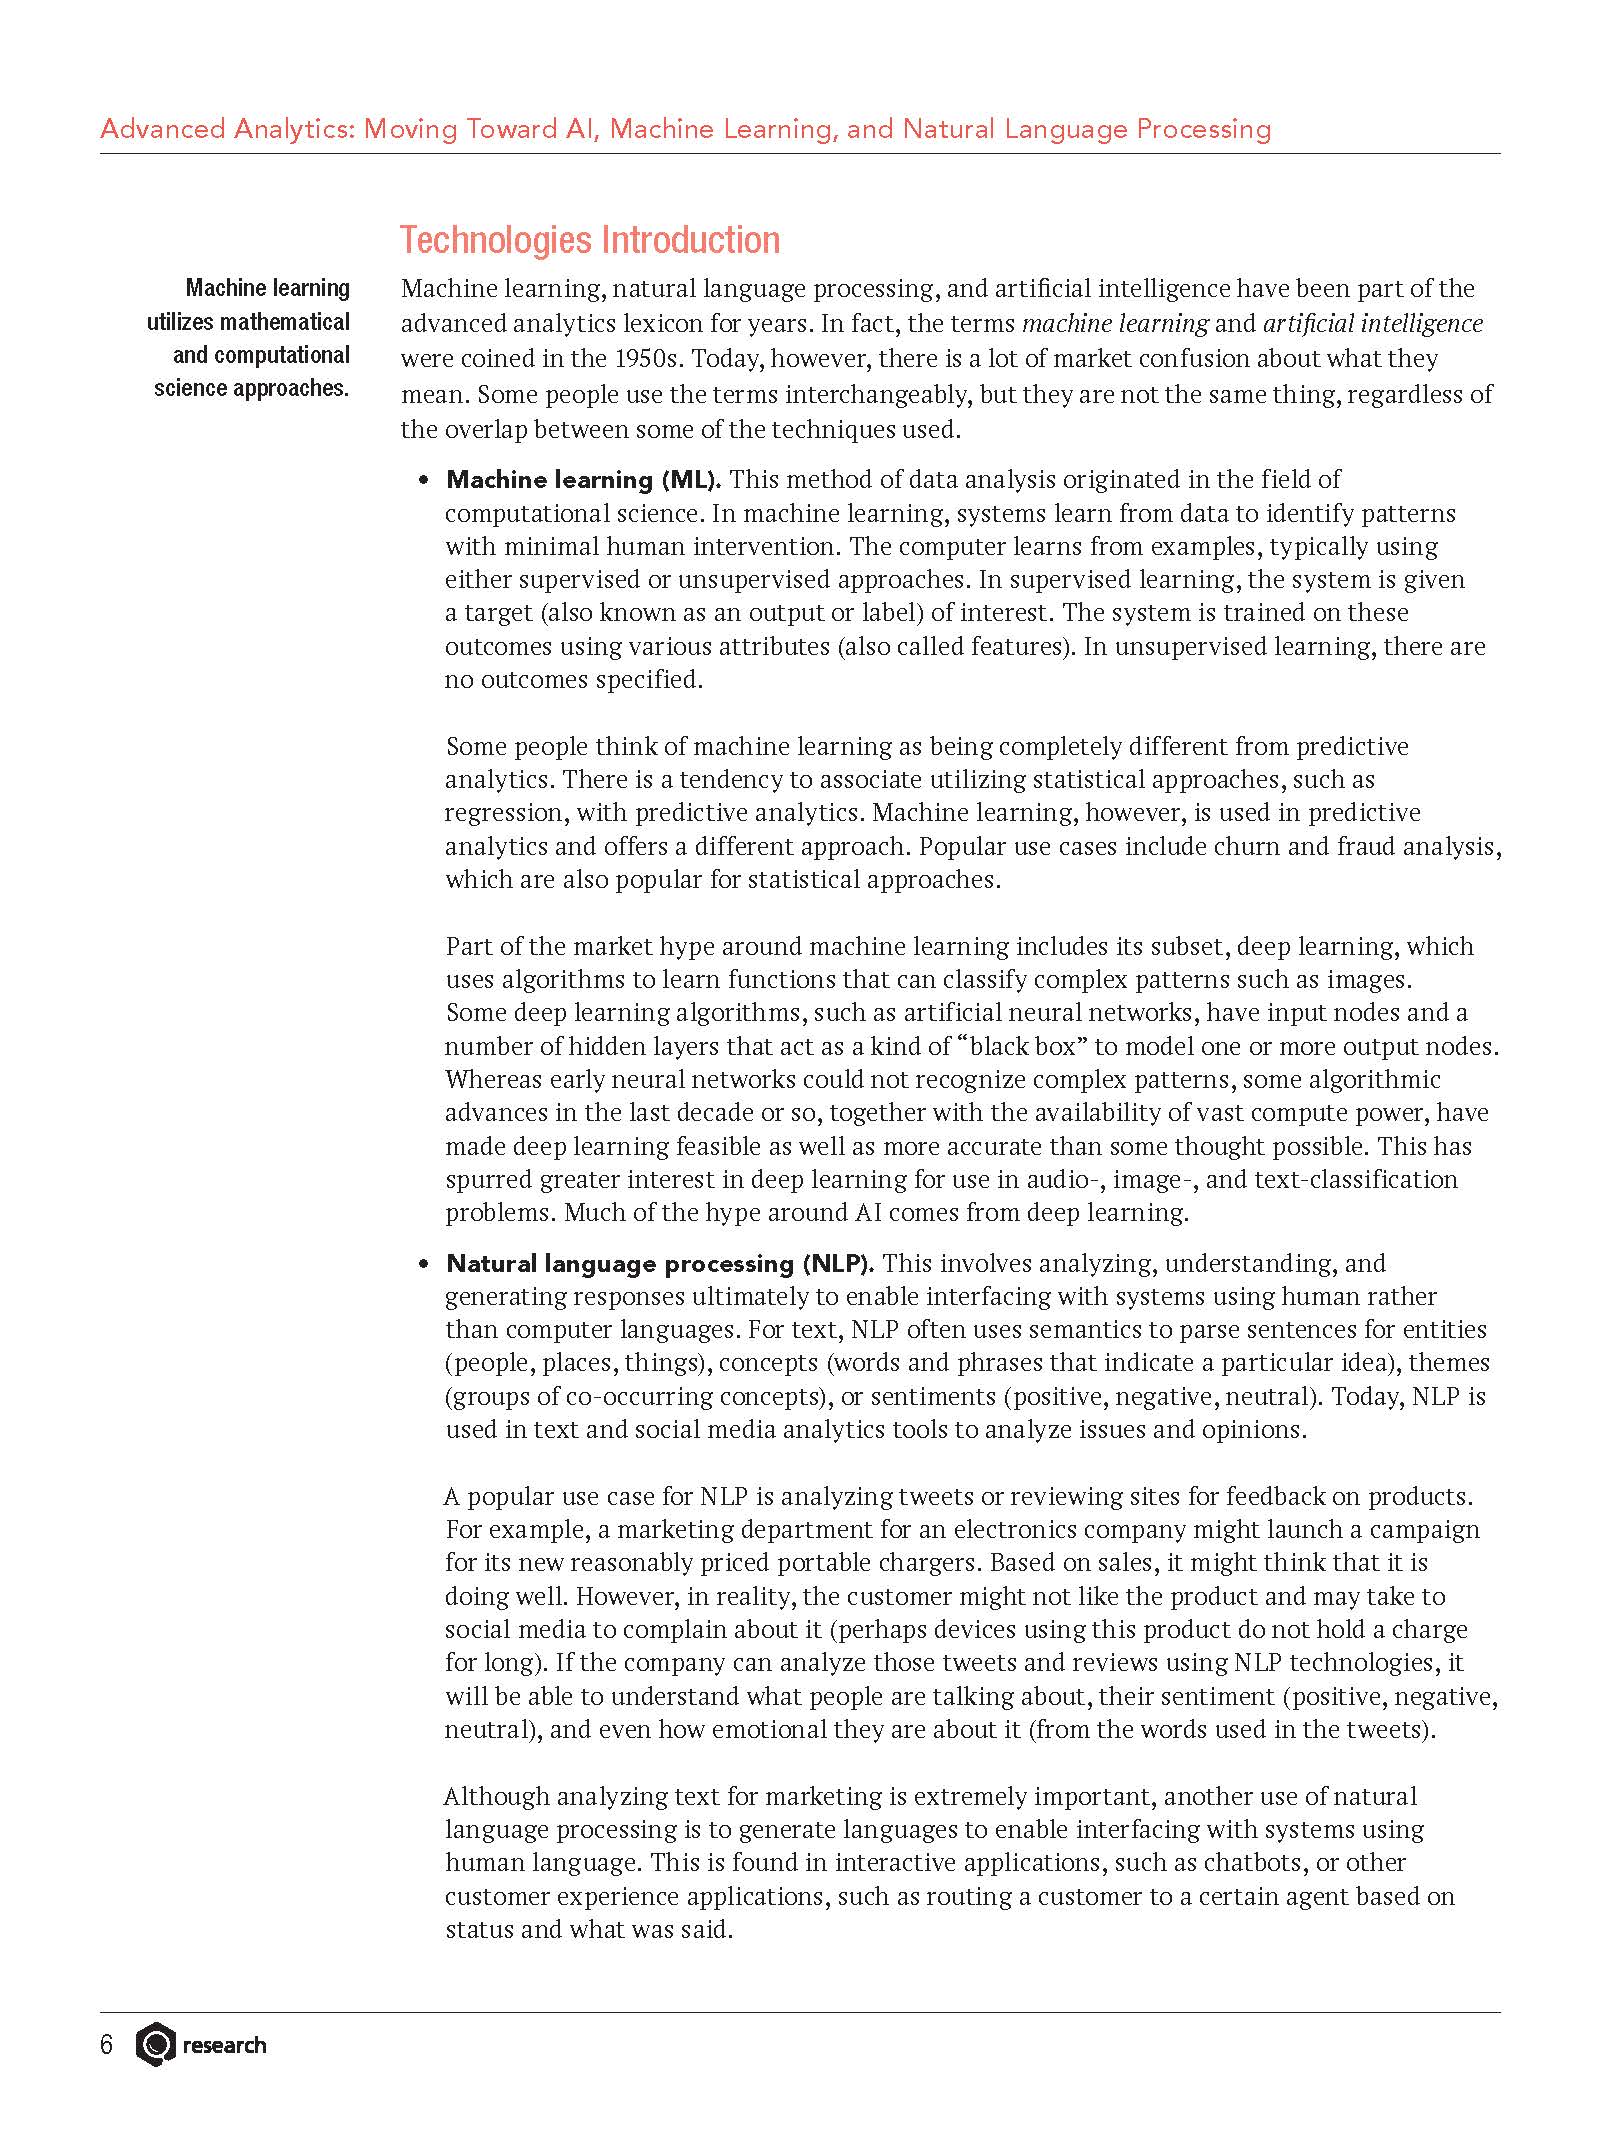 Advanced Analytics: Moving Toward AI, Machine Learning, and Natural Language Processing
Technologies Introduction
Machine learning
utilizes mathematical
and computational
science approaches.
Machine learning, natural language processing, and artificial intelligence have been part of the
advanced analytics lexicon for years. In fact, the terms machine learning and artificial intelligence
were coined in the 1950s. Today, however, there is a lot of market confusion about what they
mean. Some people use the terms interchangeably, but they are not the same thing, regardless of
the overlap between some of the techniques used.
• Machine learning (ML). This method of data analysis originated in the field of
computational science. In machine learning, systems learn from data to identify patterns
with minimal human intervention. The computer learns from examples, typically using
either supervised or unsupervised approaches. In supervised learning, the system is given
a target (also known as an output or label) of interest. The system is trained on these
outcomes using various attributes (also called features). In unsupervised learning, there are
no outcomes specified.
Some people think of machine learning as being completely different from predictive
analytics. There is a tendency to associate utilizing statistical approaches, such as
regression, with predictive analytics. Machine learning, however, is used in predictive
analytics and offers a different approach. Popular use cases include churn and fraud analysis,
which are also popular for statistical approaches.
Part of the market hype around machine learning includes its subset, deep learning, which
uses algorithms to learn functions that can classify complex patterns such as images.
Some deep learning algorithms, such as artificial neural networks, have input nodes and a
number of hidden layers that act as a kind of “black box” to model one or more output nodes.
Whereas early neural networks could not recognize complex patterns, some algorithmic
advances in the last decade or so, together with the availability of vast compute power, have
made deep learning feasible as well as more accurate than some thought possible. This has
spurred greater interest in deep learning for use in audio-, image-, and text-classification
problems. Much of the hype around AI comes from deep learning.
• Natural language processing (NLP). This involves analyzing, understanding, and
generating responses ultimately to enable interfacing with systems using human rather
than computer languages. For text, NLP often uses semantics to parse sentences for entities
(people, places, things), concepts (words and phrases that indicate a particular idea), themes
(groups of co-occurring concepts), or sentiments (positive, negative, neutral). Today, NLP is
used in text and social media analytics tools to analyze issues and opinions.
A popular use case for NLP is analyzing tweets or reviewing sites for feedback on products.
For example, a marketing department for an electronics company might launch a campaign
for its new reasonably priced portable chargers. Based on sales, it might think that it is
doing well. However, in reality, the customer might not like the product and may take to
social media to complain about it (perhaps devices using this product do not hold a charge
for long). If the company can analyze those tweets and reviews using NLP technologies, it
will be able to understand what people are talking about, their sentiment (positive, negative,
neutral), and even how emotional they are about it (from the words used in the tweets).
Although analyzing text for marketing is extremely important, another use of natural
language processing is to generate languages to enable interfacing with systems using
human language. This is found in interactive applications, such as chatbots, or other
customer experience applications, such as routing a customer to a certain agent based on
status and what was said.
6 research